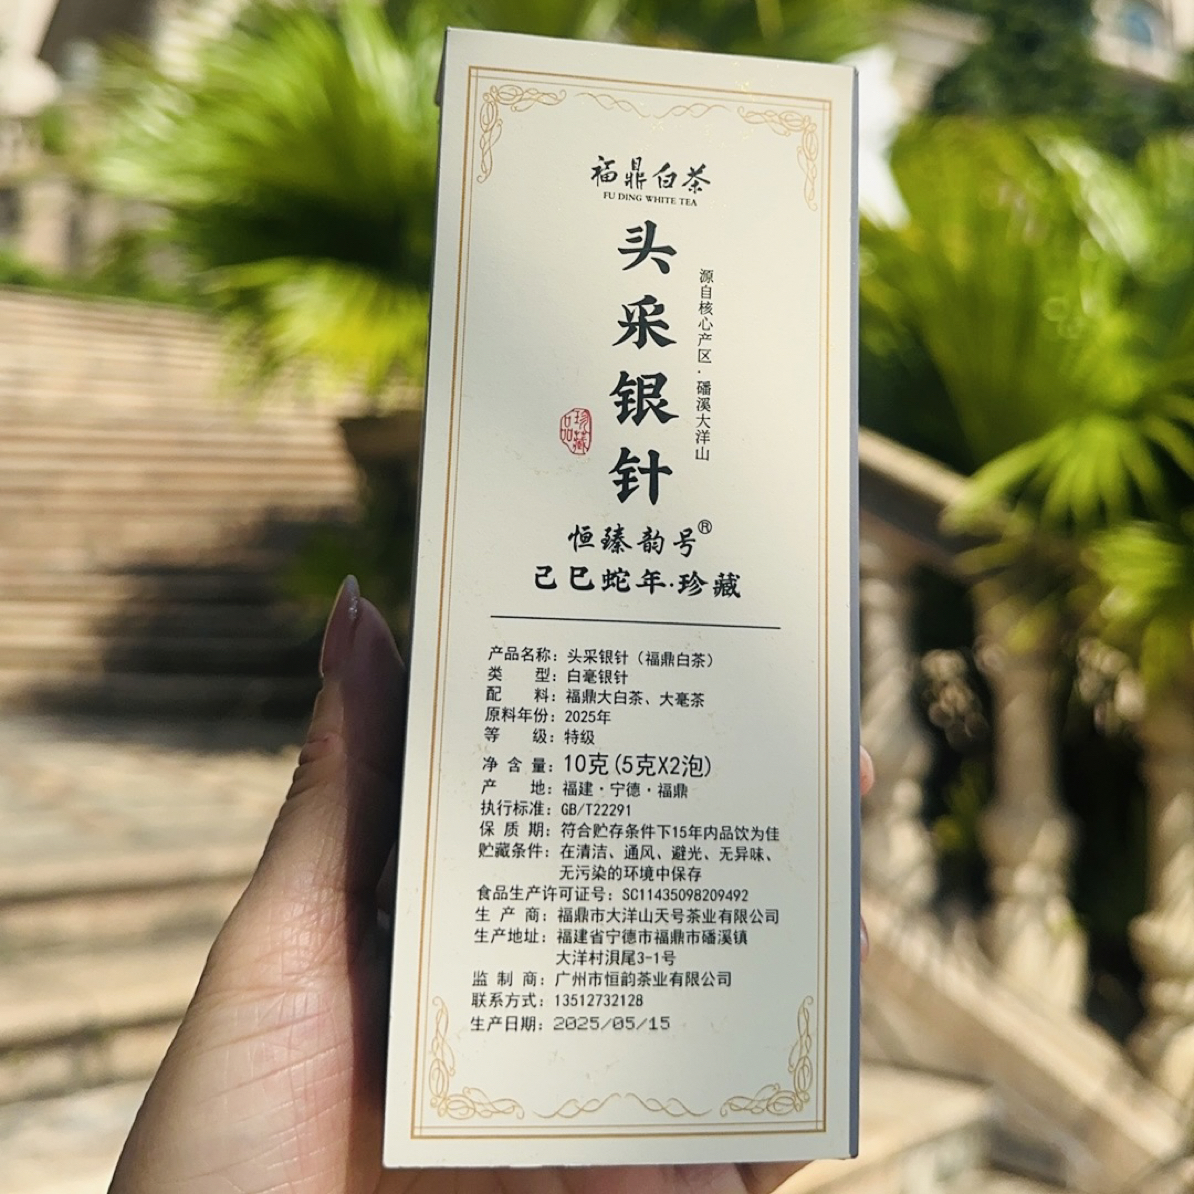 福鼎白茶
FU DING WHITE TEA
头采银针
源自核心产区·磻溪大洋山
珍藏
品
恒臻韵号®
己巳蛇年·珍藏
产品名称：头采银针（福鼎白茶）
类 型：白毫银针
配 料：福鼎大白茶、大毫茶
原料年份：2025年
等 级：特级
净 含 量：10克(5克X2泡)
产 地：福建·宁德·福鼎
执行标准：GB/T22291
保 质 期：符合贮存条件下15年内品饮为佳
贮藏条件：在清洁、通风、避光、无异味、
无污染的环境中保存
食品生产许可证号：SC11435098209492
生 产 商：福鼎市大洋山天号茶业有限公司
生产地址：福建省宁德市福鼎市磻溪镇
大洋村洋尾3-1号
监 制 商：广州市恒韵茶业有限公司
联系方式：13512732128
生产日期：2025/05/15